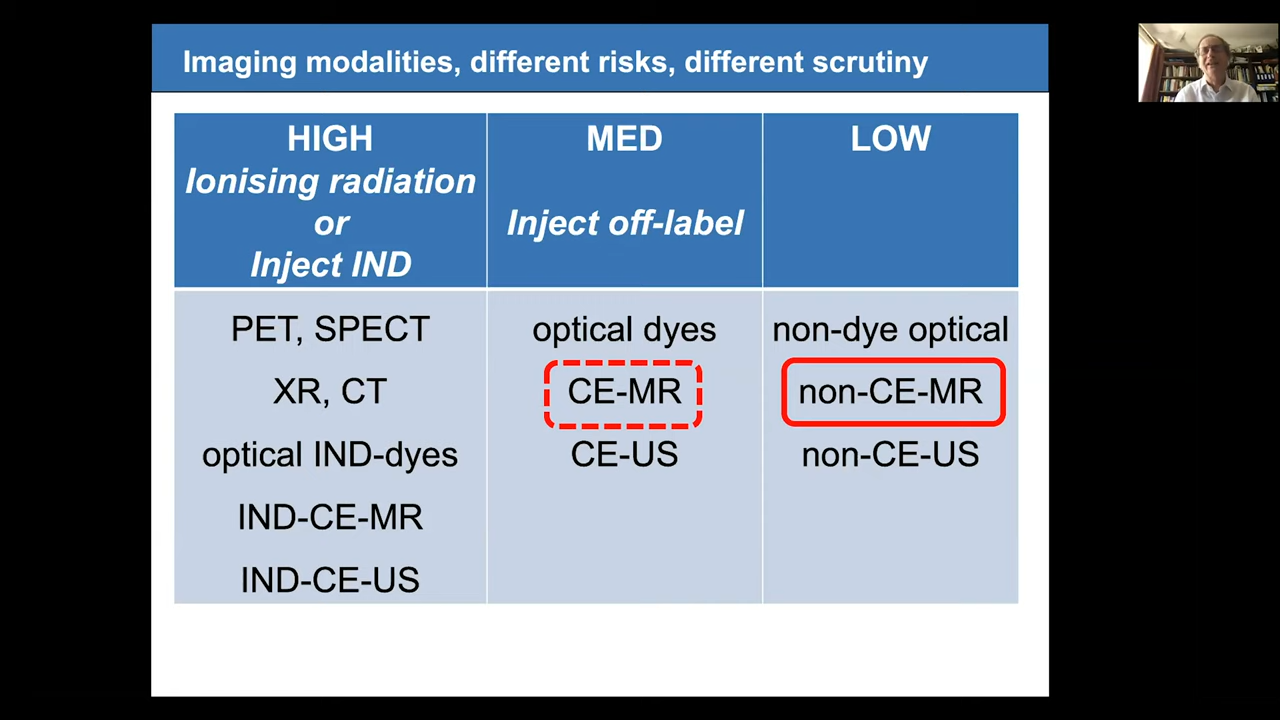 Imaging modalities, different risks, different scrutiny
HIGH
Ionising radiation
or
Inject IND
MED
Inject off-label
LOW
PET, SPECT
optical dyes
non-dye optical
XR, CT
CE-MR
non-CE-MR
optical IND-dyes
CE-US
non-CE-US
IND-CE-MR
IND-CE-US